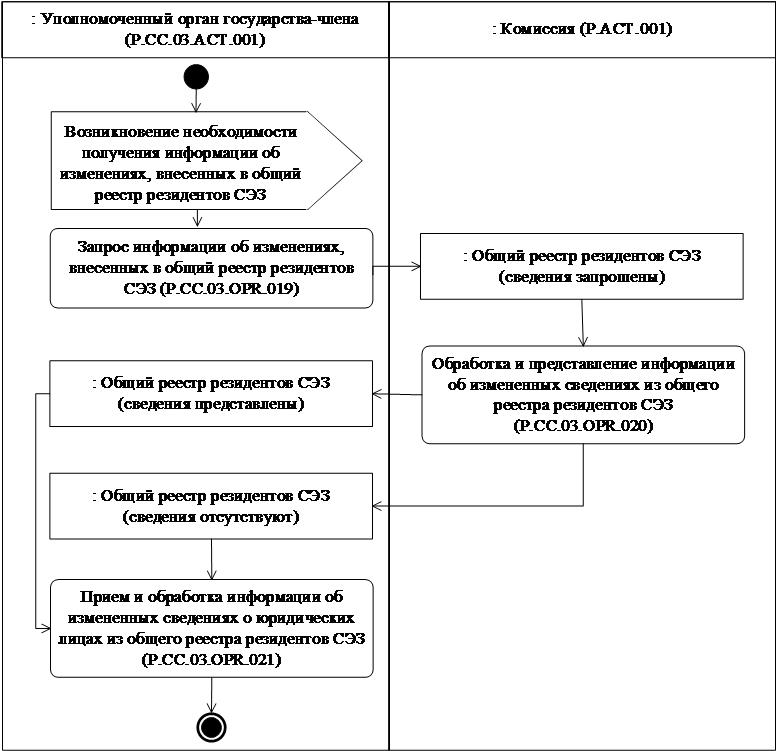 : Уполномоченный орган государства-члена
(P.CC.03.ACT.001)
: Комиссия (P.ACT.001)
Возникновение необходимости
получения информации об
изменениях, внесенных в общий
реестр резидентов СЭЗ
Запрос информации об изменениях,
внесенных в общий реестр резидентов
СЭЗ (P.CC.03.OPR.019)
: Общий реестр резидентов СЭЗ
(сведения запрошены)
Обработка и представление информации
об измененных сведениях из общего
реестра резидентов СЭЗ
(P.CC.03.OPR.020)
: Общий реестр резидентов СЭЗ
(сведения представлены)
: Общий реестр резидентов СЭЗ
(сведения отсутствуют)
Прием и обработка информации об
измененных сведениях о юридических
лицах из общего реестра резидентов СЭЗ
(P.CC.03.OPR.021)